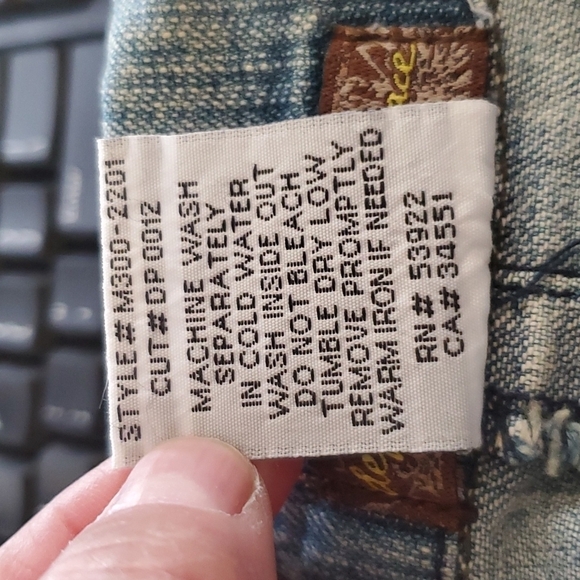 STYLE# M300-2201
CUT# DP 0012
MACHINE WASH
SEPARATELY
IN COLD WATER
WASH INSIDE OUT
DO NOT BLEACH
TUMBLE DRY LOW
REMOVE PROMPTLY
WARM IRON IF NEEDED
RN# 53922
CA# 34551